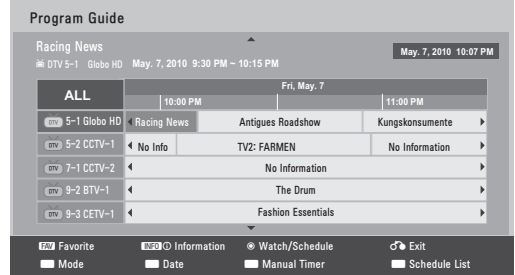 Program Guide
Racing News
DTV 5-1 Globo HD May. 7, 2010 9:30 PM ~ 10:15 PM
May. 7, 2010 10:07 PM
ALL
Fri, May. 7
10:00 PM 11:00 PM
DTV 5-1 Globo HD Racing News Antigues Roadshow Kungskonsumente
DTV 5-2 CCTV-1 No Info TV2: FARMEN No Information
DTV 7-1 CCTV-2 No Information
DTV 9-2 BTV-1 The Drum
DTV 9-3 CETV-1 Fashion Essentials
FAV Favorite INFO i Information Watch/Schedule Exit
Mode Date Manual Timer Schedule List